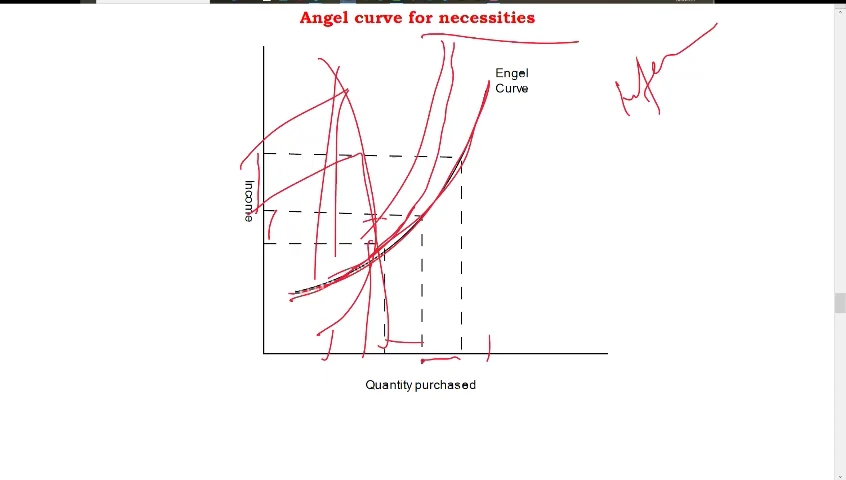 Angel curve for necessities
Engel
Curve
Income
Quantity purchased